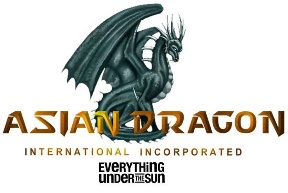 ASIAN DRAGON
INTERNATIONAL INCORPORATED
EVERYTHING
UNDER THE SUN